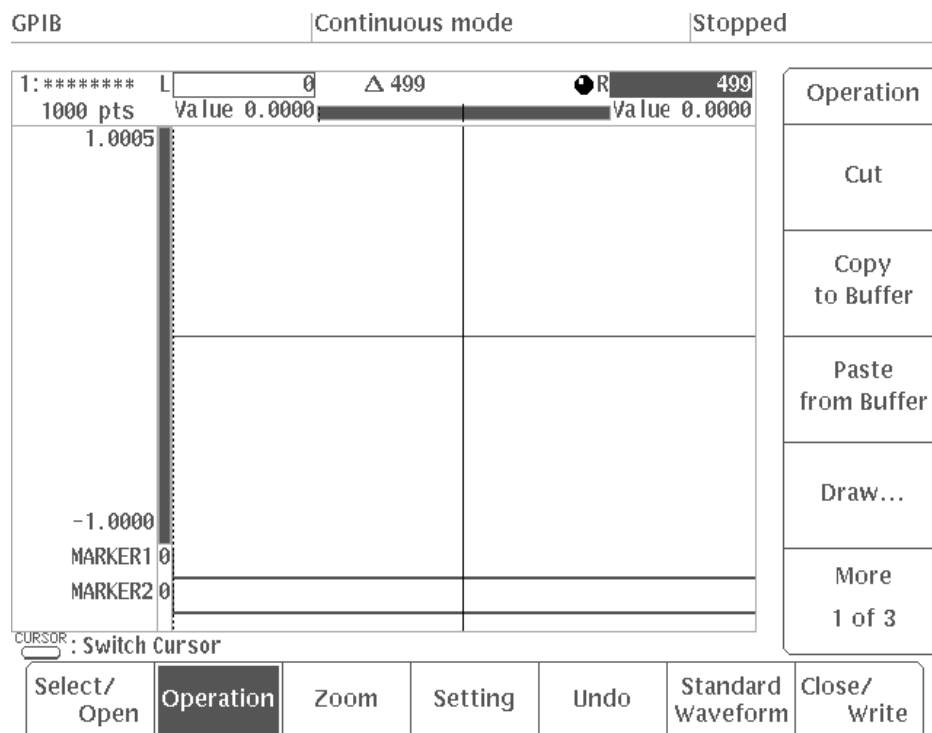 GPIB Continuous mode Stopped
1:******** L 0 Δ 499 R 499
1000 pts Value 0.0000 Value 0.0000
1.0005
-1.0000
MARKER1 0
MARKER2 0
CURSOR : Switch Cursor
Operation
Cut
Copy
to Buffer
Paste
from Buffer
Draw...
More
1 of 3
Select/
Open
Operation
Zoom
Setting
Undo
Standard
Waveform
Close/
Write